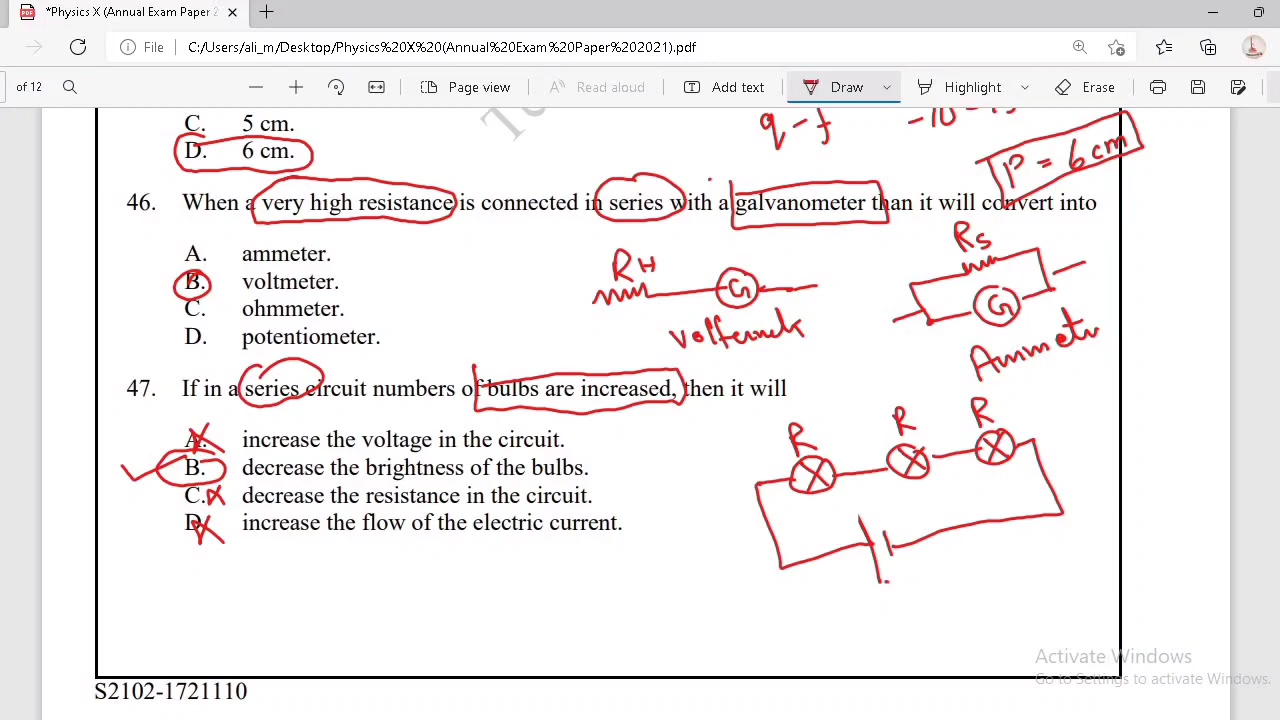 *Physics X (Annual Exam Paper 2
File
C:/Users/ali_m/Desktop/Physics%20X%20(Annual%20Exam%20Paper%202021).pdf
of 12
Page view
Read aloud
Add text
Draw
Highlight
Erase
C. 5 cm.
q - f
D. 6 cm.
P = 6 cm
46. When a very high resistance is connected in series with a galvanometer than it will convert into
A. ammeter.
RH
Rs
B. voltmeter.
G
G
C. ohmmeter.
D. potentiometer.
Ammetr
47. If in a series circuit numbers of bulbs are increased, then it will
R
R
R
A. increase the voltage in the circuit.
B. decrease the brightness of the bulbs.
C. decrease the resistance in the circuit.
D. increase the flow of the electric current.
Activate Windows
Go to Settings to activate Windows.
S2102-1721110